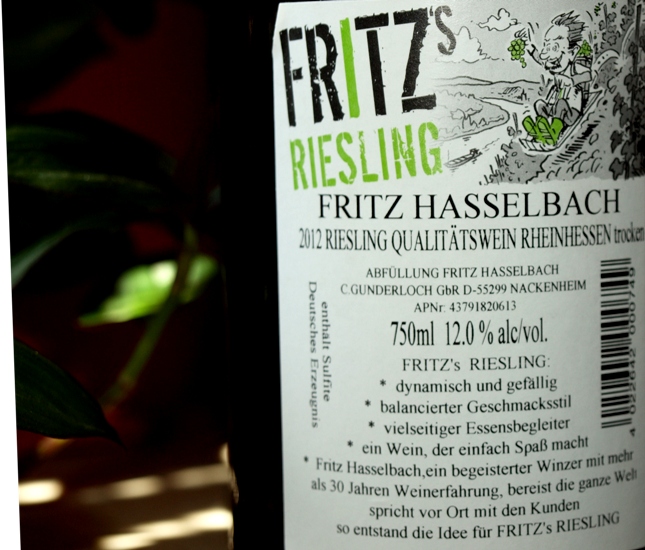 FRITZ's
RIESLING
FRITZ HASSELBACH
2012 RIESLING QUALITÄTSWEIN RHEINHESSEN trocken
ABFÜLLUNG FRITZ HASSELBACH
C.GUNDERLOCH GbR D-55299 NACKENHEIM
APNr: 43791820613
750ml 12.0 % alc/vol.
enthält Sulfite
Deutsches Erzeugnis
FRITZ's RIESLING:
* dynamisch und gefällig
* balancierter Geschmacksstil
* vielseitiger Essensbegleiter
* ein Wein, der einfach Spaß macht
* Fritz Hasselbach,ein begeisterter Winzer mit mehr
als 30 Jahren Weinerfahrung, bereist die ganze Welt
spricht vor Ort mit den Kunden
so entstand die Idee für FRITZ's RIESLING
4 022642 000749